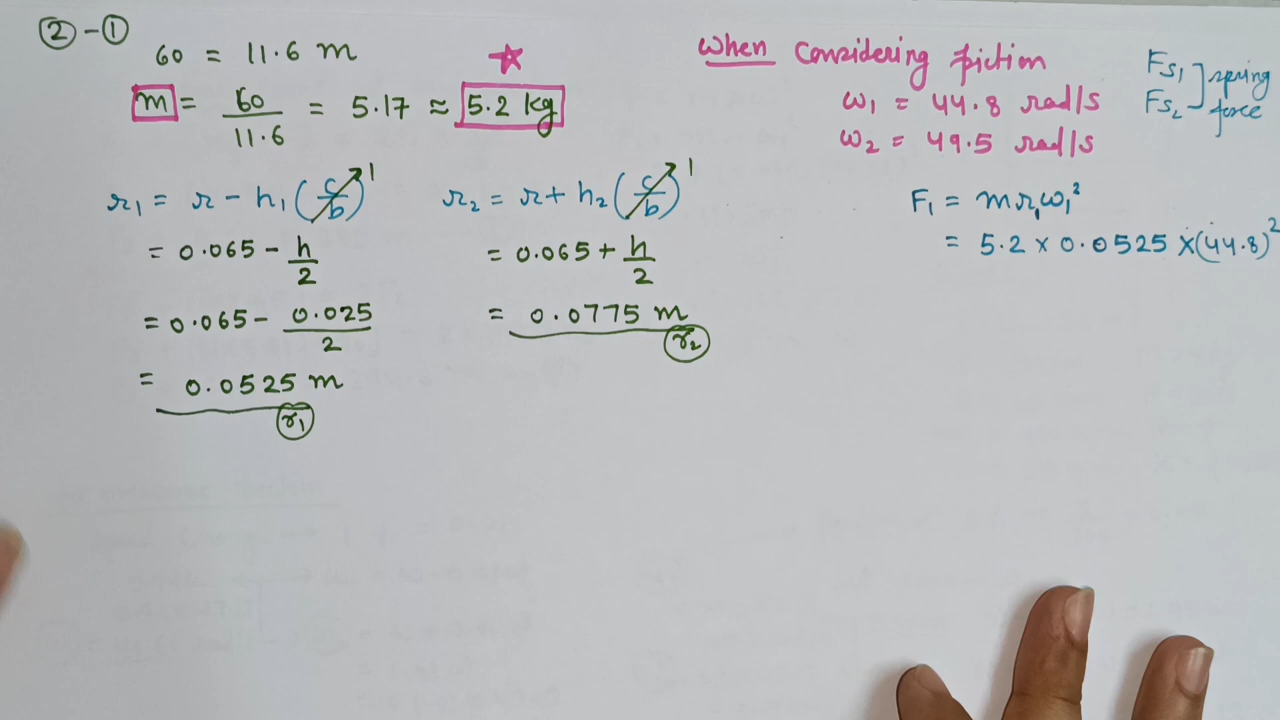 ② - ①
60 = 11.6 m
m = 60/11.6 = 5.17 ≈ 5.2 kg
r₁ = r - h₁ (c/b) 1
= 0.065 - h/2
= 0.065 - 0.025/2
= 0.0525 m
r₁
r₂ = r + h₂ (c/b) 1
= 0.065 + h/2
= 0.0775 m
r₂
When Considering friction
ω₁ = 44.8 rad/s
ω₂ = 49.5 rad/s
Fs₁ ] spring
Fs₂ force
F₁ = mr₁ω₁²
= 5.2 × 0.0525 × (44.8)²